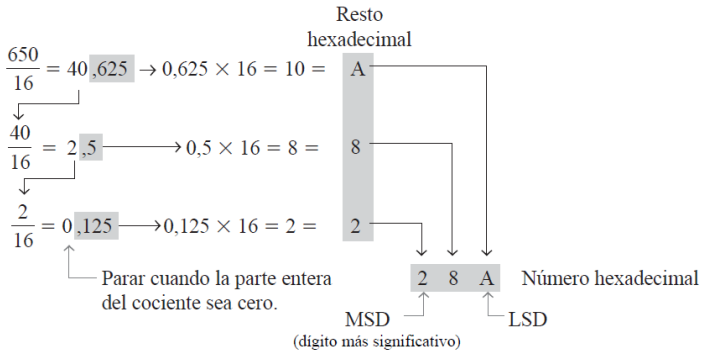 Resto
hexadecimal
650/16 = 40,625 → 0,625 × 16 = 10 = A
40/16 = 2,5 → 0,5 × 16 = 8 = 8
2/16 = 0,125 → 0,125 × 16 = 2 = 2
Parar cuando la parte entera
del cociente sea cero.
2 8 A Número hexadecimal
MSD LSD
(dígito más significativo)